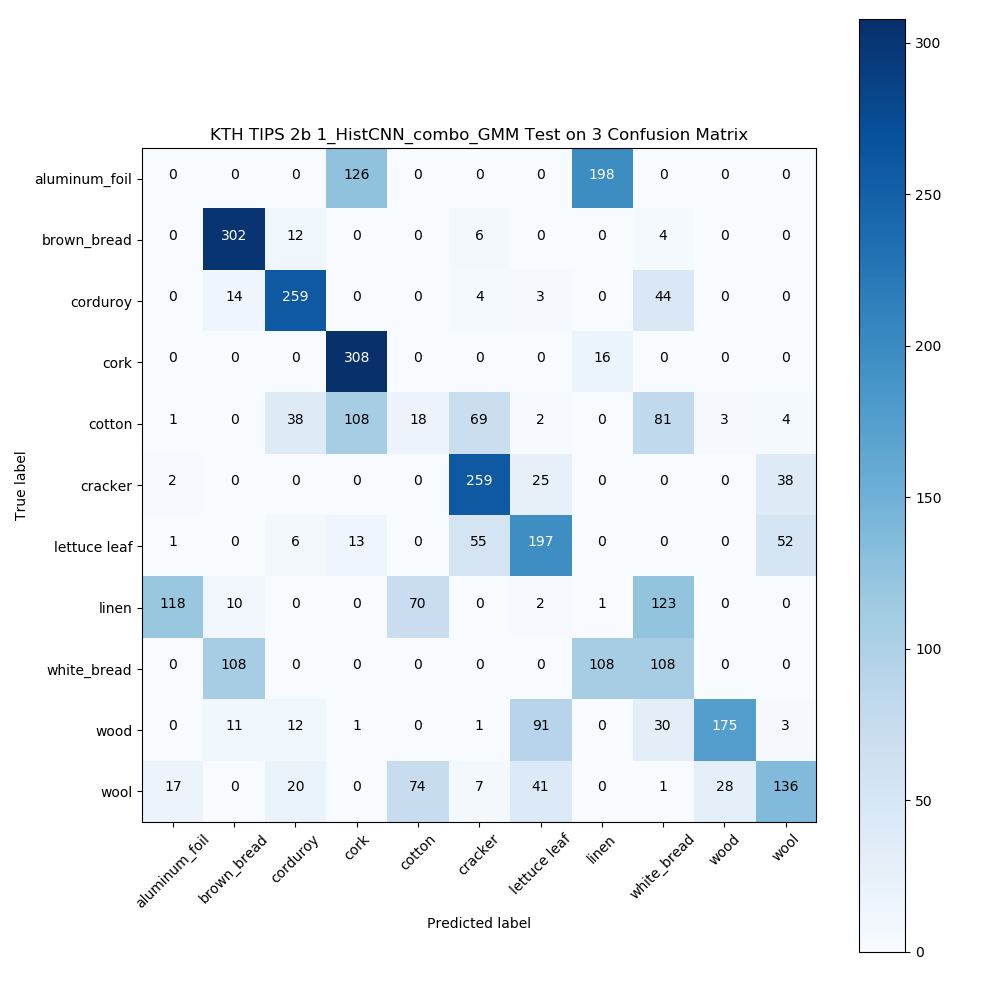 KTH TIPS 2b 1_HistCNN_combo_GMM Test on 3 Confusion Matrix
True label
aluminum_foil 0 0 0 126 0 0 0 198 0 0 0
brown_bread 0 302 12 0 0 6 0 0 4 0 0
corduroy 0 14 259 0 0 4 3 0 44 0 0
cork 0 0 0 308 0 0 0 16 0 0 0
cotton 1 0 38 108 18 69 2 0 81 3 4
cracker 2 0 0 0 0 259 25 0 0 0 38
lettuce leaf 1 0 6 13 0 55 197 0 0 0 52
linen 118 10 0 0 70 0 2 1 123 0 0
white_bread 0 108 0 0 0 0 0 108 108 0 0
wood 0 11 12 1 0 1 91 0 30 175 3
wool 17 0 20 0 74 7 41 0 1 28 136
aluminum_foil brown_bread corduroy cork cotton cracker lettuce leaf linen white_bread wood wool
Predicted label
300
250
200
150
100
50
0